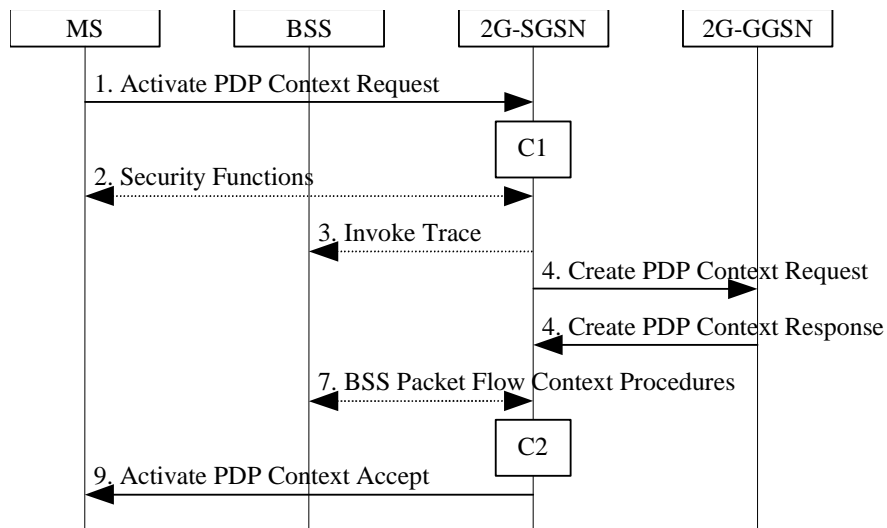 MS
BSS
2G-SGSN
2G-GGSN
1. Activate PDP Context Request
C1
2. Security Functions
3. Invoke Trace
4. Create PDP Context Request
4. Create PDP Context Response
7. BSS Packet Flow Context Procedures
C2
9. Activate PDP Context Accept